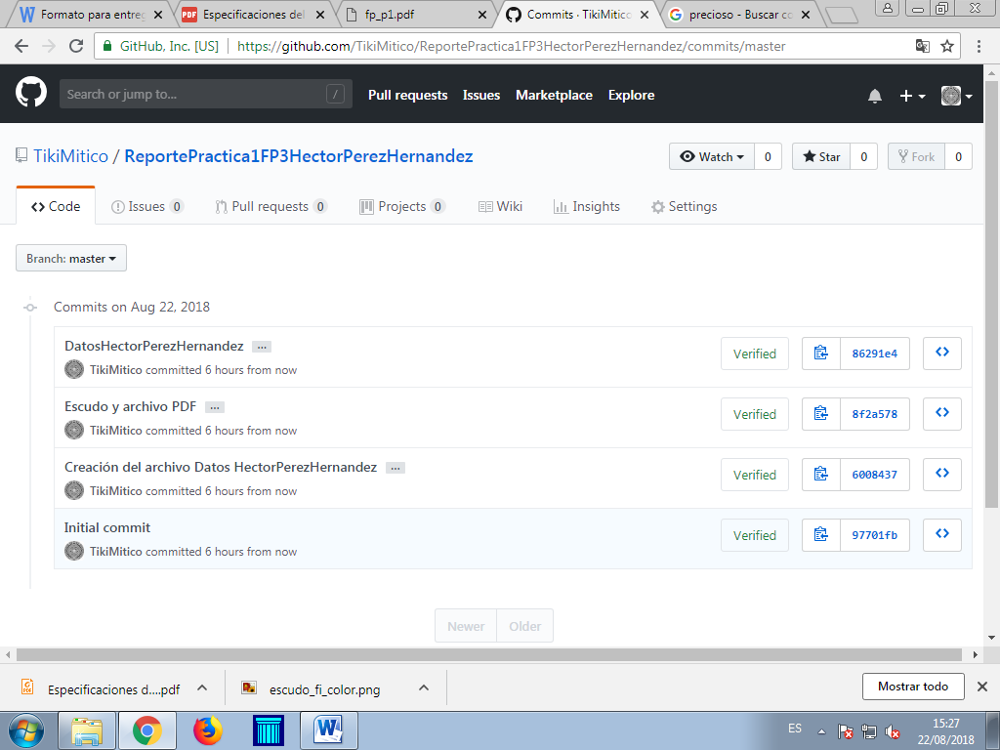 Formato para entreg
Especificaciones del
fp_p1.pdf
Commits · TikiMitico
precioso - Buscar co
GitHub, Inc. [US] https://github.com/TikiMitico/ReportePractica1FP3HectorPerezHernandez/commits/master
Search or jump to... /
Pull requests Issues Marketplace Explore
TikiMitico / ReportePractica1FP3HectorPerezHernandez
Watch 0 Star 0 Fork 0
Code Issues 0 Pull requests 0 Projects 0 Wiki Insights Settings
Branch: master
Commits on Aug 22, 2018
DatosHectorPerezHernandez ...
TikiMitico committed 6 hours from now
Verified 86291e4
Escudo y archivo PDF ...
TikiMitico committed 6 hours from now
Verified 8f2a578
Creación del archivo Datos HectorPerezHernandez ...
TikiMitico committed 6 hours from now
Verified 6008437
Initial commit
TikiMitico committed 6 hours from now
Verified 97701fb
Newer Older
Especificaciones d....pdf
escudo_fi_color.png
Mostrar todo
ES
15:27
22/08/2018